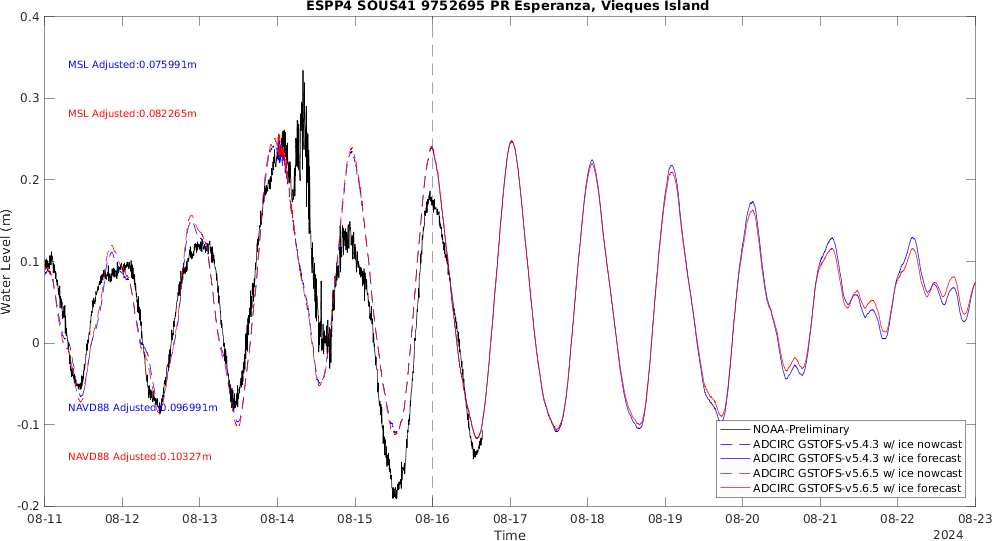 ESPP4 SOUS41 9752695 PR Esperanza, Vieques Island
0.4
0.3
0.2
0.1
0
-0.1
-0.2
Water Level (m)
MSL Adjusted:0.075991m
MSL Adjusted:0.082265m
NAVD88 Adjusted:0.096991m
NAVD88 Adjusted:0.10327m
NOAA-Preliminary
ADCIRC GSTOFS-v5.4.3 w/ ice nowcast
ADCIRC GSTOFS-v5.4.3 w/ ice forecast
ADCIRC GSTOFS-v5.6.5 w/ ice nowcast
ADCIRC GSTOFS-v5.6.5 w/ ice forecast
08-11 08-12 08-13 08-14 08-15 08-16 08-17 08-18 08-19 08-20 08-21 08-22 08-23
Time
2024